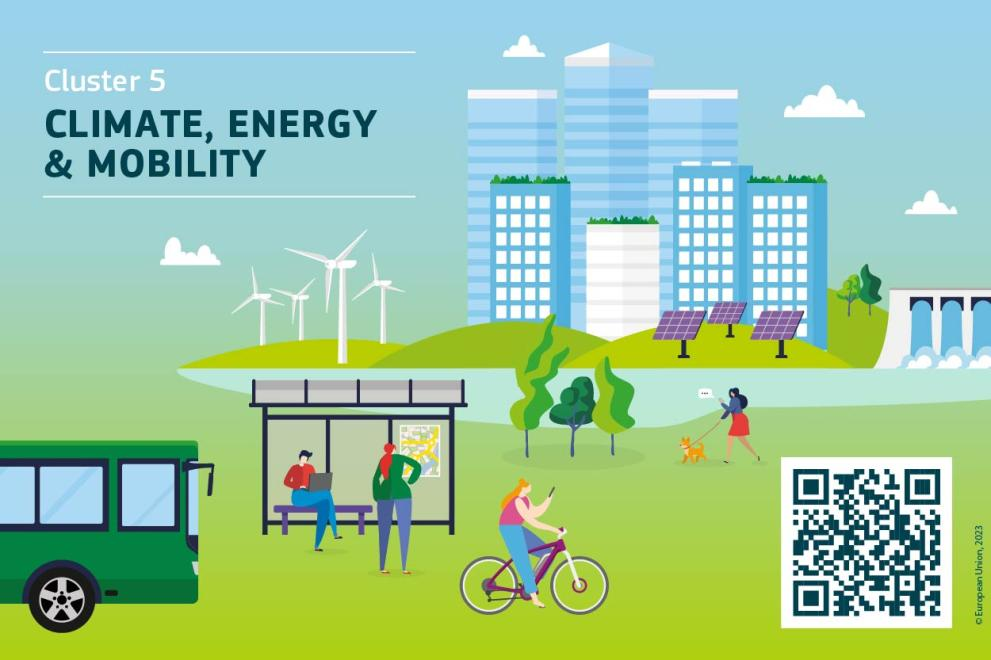 Cluster 5
CLIMATE, ENERGY
& MOBILITY
© European Union, 2023